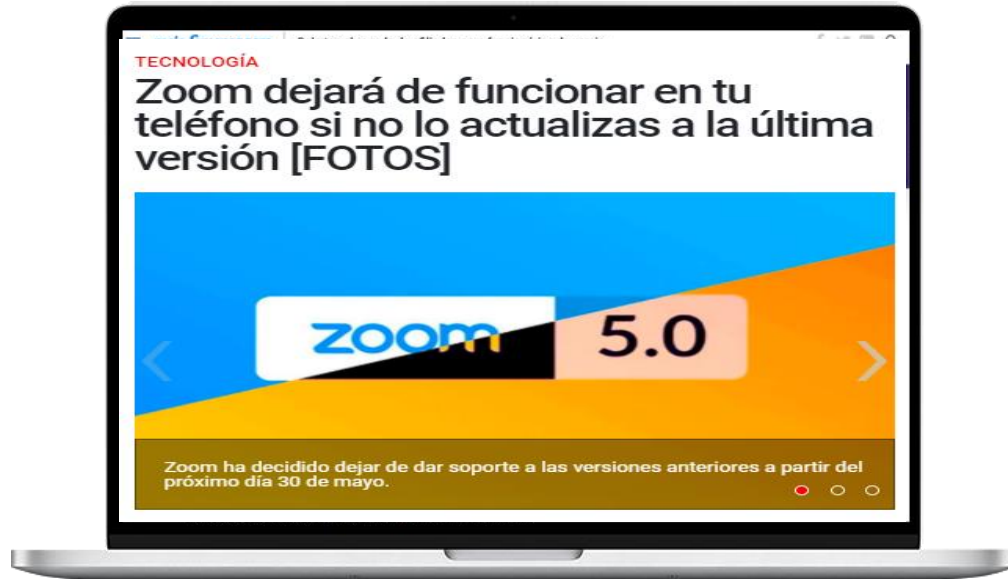 TECNOLOGÍA
Zoom dejará de funcionar en tu
teléfono si no lo actualizas a la última
versión [FOTOS]
zoom 5.0
Zoom ha decidido dejar de dar soporte a las versiones anteriores a partir del
próximo día 30 de mayo.